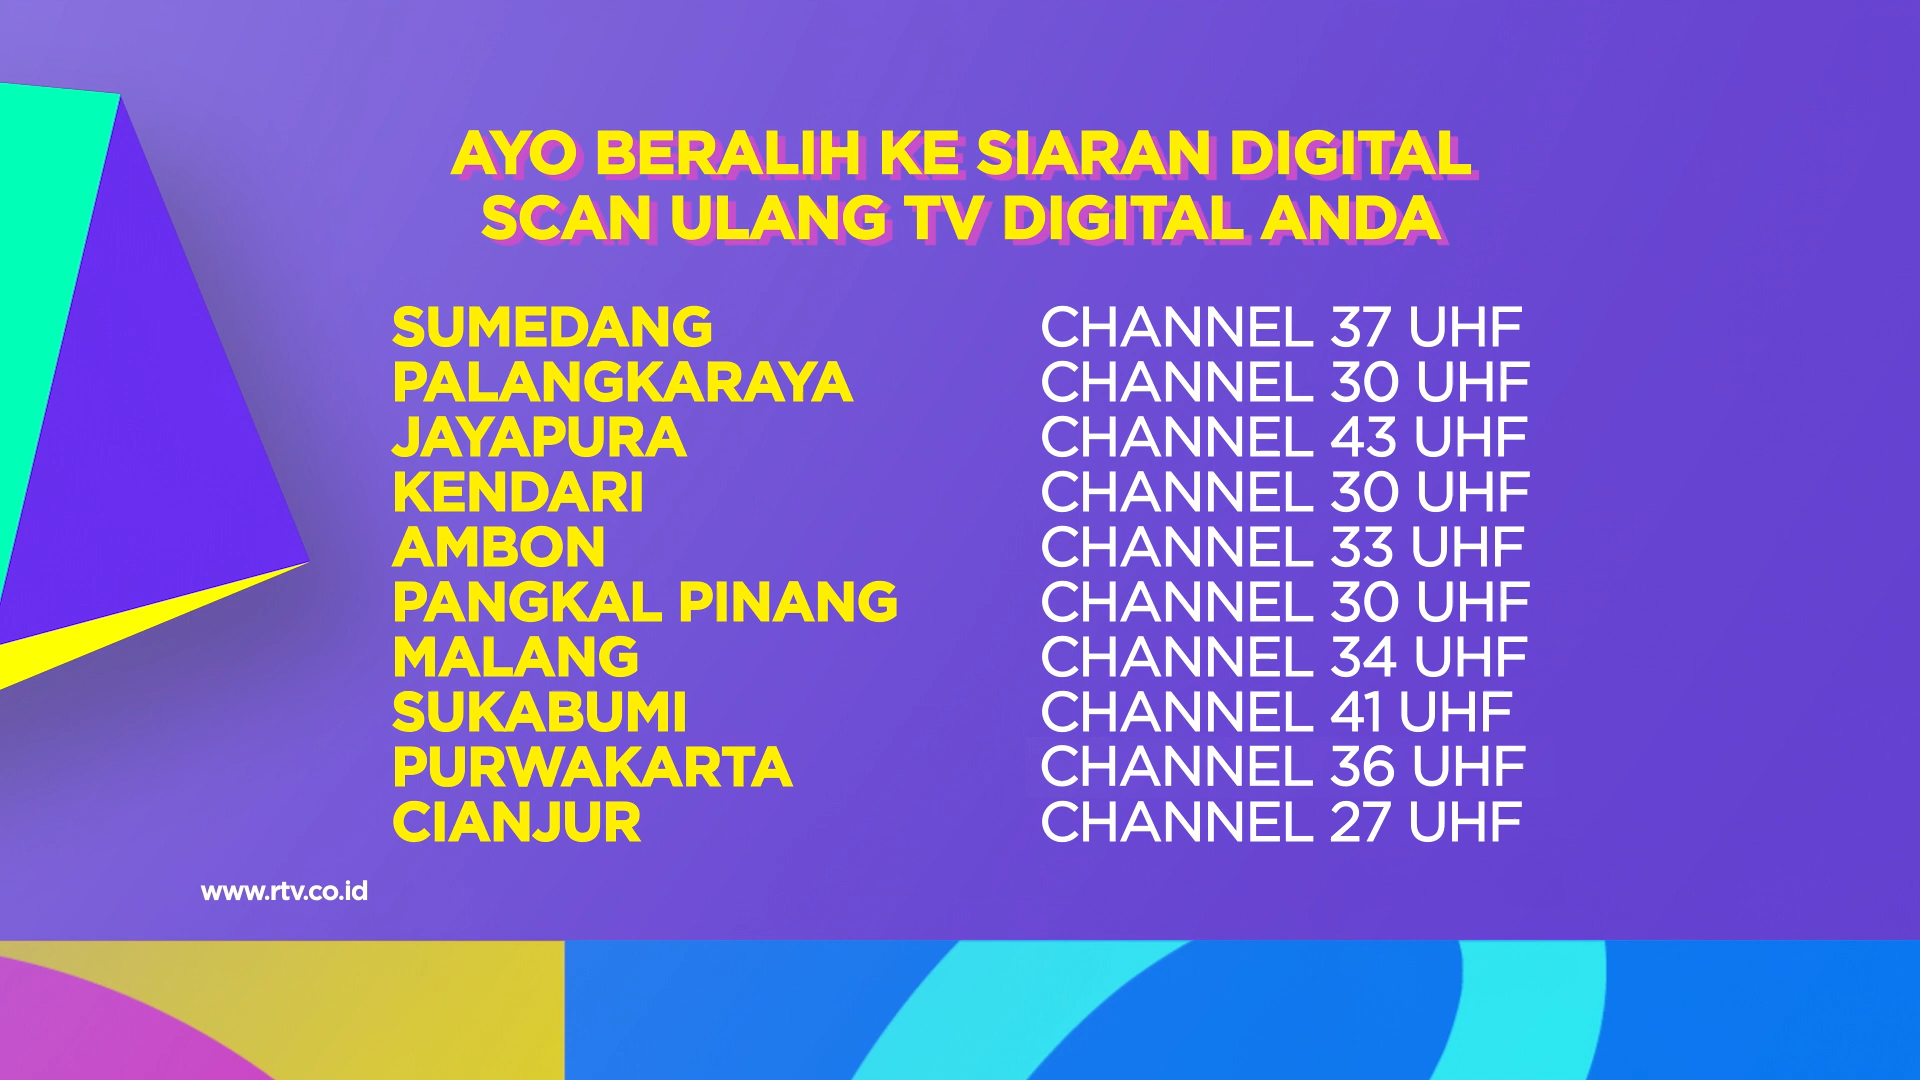 AYO BERALIH KE SIARAN DIGITAL
SCAN ULANG TV DIGITAL ANDA
SUMEDANG CHANNEL 37 UHF
PALANGKARAYA CHANNEL 30 UHF
JAYAPURA CHANNEL 43 UHF
KENDARI CHANNEL 30 UHF
AMBON CHANNEL 33 UHF
PANGKAL PINANG CHANNEL 30 UHF
MALANG CHANNEL 34 UHF
SUKABUMI CHANNEL 41 UHF
PURWAKARTA CHANNEL 36 UHF
CIANJUR CHANNEL 27 UHF
www.rtv.co.id